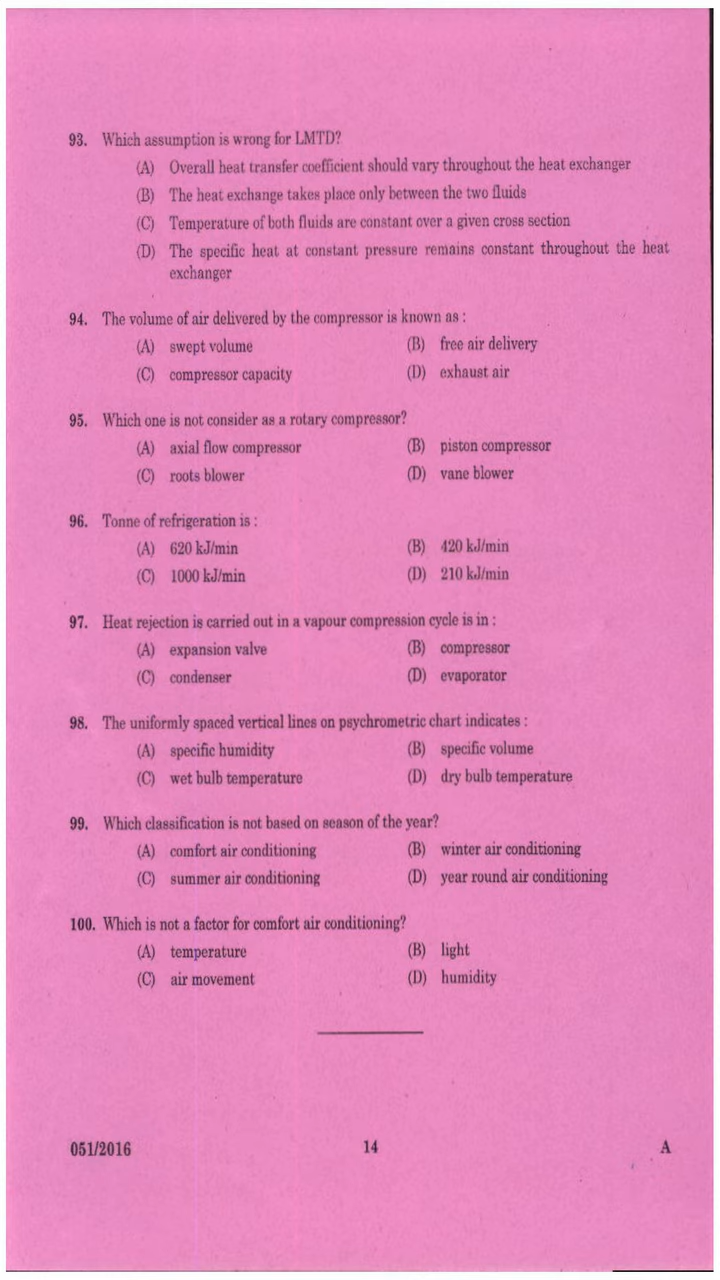 93. Which assumption is wrong for LMTD?
(A) Overall heat transfer coefficient should vary throughout the heat exchanger
(B) The heat exchange takes place only between the two fluids
(C) Temperature of both fluids are constant over a given cross section
(D) The specific heat at constant pressure remains constant throughout the heat
exchanger
94. The volume of air delivered by the compressor is known as :
(A) swept volume (B) free air delivery
(C) compressor capacity (D) exhaust air
95. Which one is not consider as a rotary compressor?
(A) axial flow compressor (B) piston compressor
(C) roots blower (D) vane blower
96. Tonne of refrigeration is :
(A) 620 kJ/min (B) 420 kJ/min
(C) 1000 kJ/min (D) 210 kJ/min
97. Heat rejection is carried out in a vapour compression cycle is in :
(A) expansion valve (B) compressor
(C) condenser (D) evaporator
98. The uniformly spaced vertical lines on psychrometric chart indicates :
(A) specific humidity (B) specific volume
(C) wet bulb temperature (D) dry bulb temperature
99. Which classification is not based on season of the year?
(A) comfort air conditioning (B) winter air conditioning
(C) summer air conditioning (D) year round air conditioning
100. Which is not a factor for comfort air conditioning?
(A) temperature (B) light
(C) air movement (D) humidity
051/2016 14 A